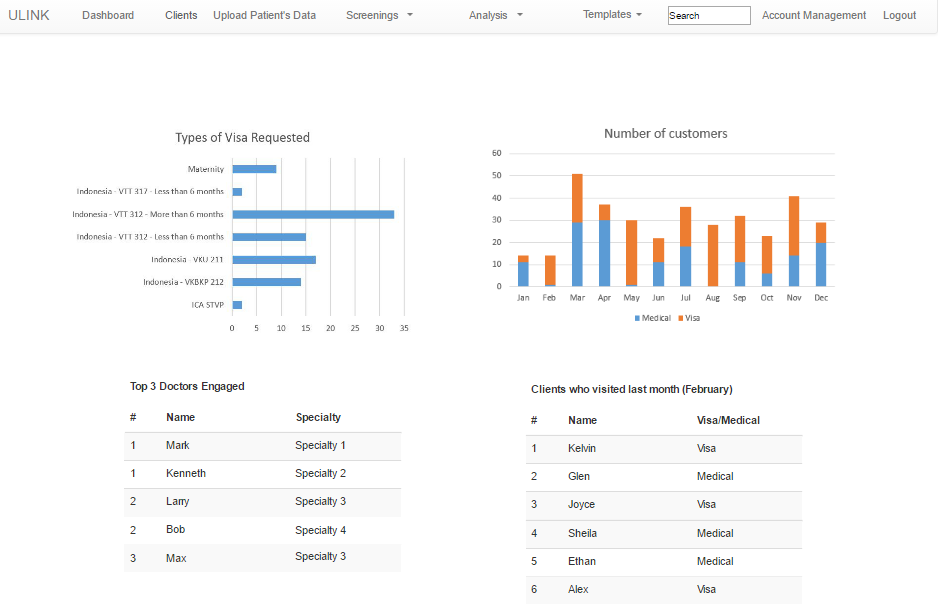 ULINK Dashboard Clients Upload Patient's Data Screenings Analysis Templates Search Account Management Logout
Types of Visa Requested
Maternity
Indonesia - VTT 317 - Less than 6 months
Indonesia - VTT 312 - More than 6 months
Indonesia - VTT 312 - Less than 6 months
Indonesia - VKU 211
Indonesia - VKBKP 212
ICA STVP
0 5 10 15 20 25 30 35
Number of customers
60
50
40
30
20
10
0
Jan Feb Mar Apr May Jun Jul Aug Sep Oct Nov Dec
Medical Visa
Top 3 Doctors Engaged
# Name Specialty
1 Mark Specialty 1
1 Kenneth Specialty 2
2 Larry Specialty 3
2 Bob Specialty 4
3 Max Specialty 3
Clients who visited last month (February)
# Name Visa/Medical
1 Kelvin Visa
2 Glen Medical
3 Joyce Visa
4 Sheila Medical
5 Ethan Medical
6 Alex Visa